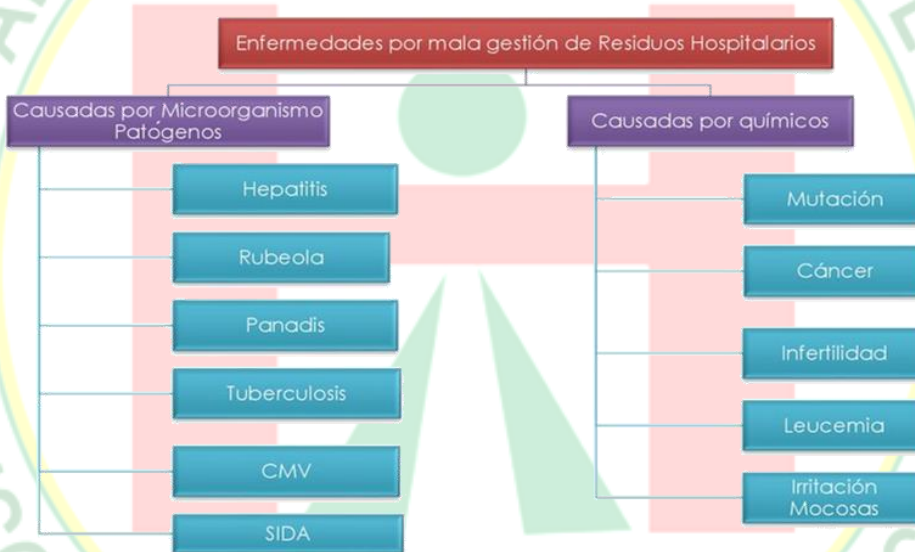 Enfermedades por mala gestión de Residuos Hospitalarios
Causadas por Microorganismo
Patógenos
Hepatitis
Rubeola
Panadis
Tuberculosis
CMV
SIDA
Causadas por químicos
Mutación
Cáncer
Infertilidad
Leucemia
Irritación
Mocosas